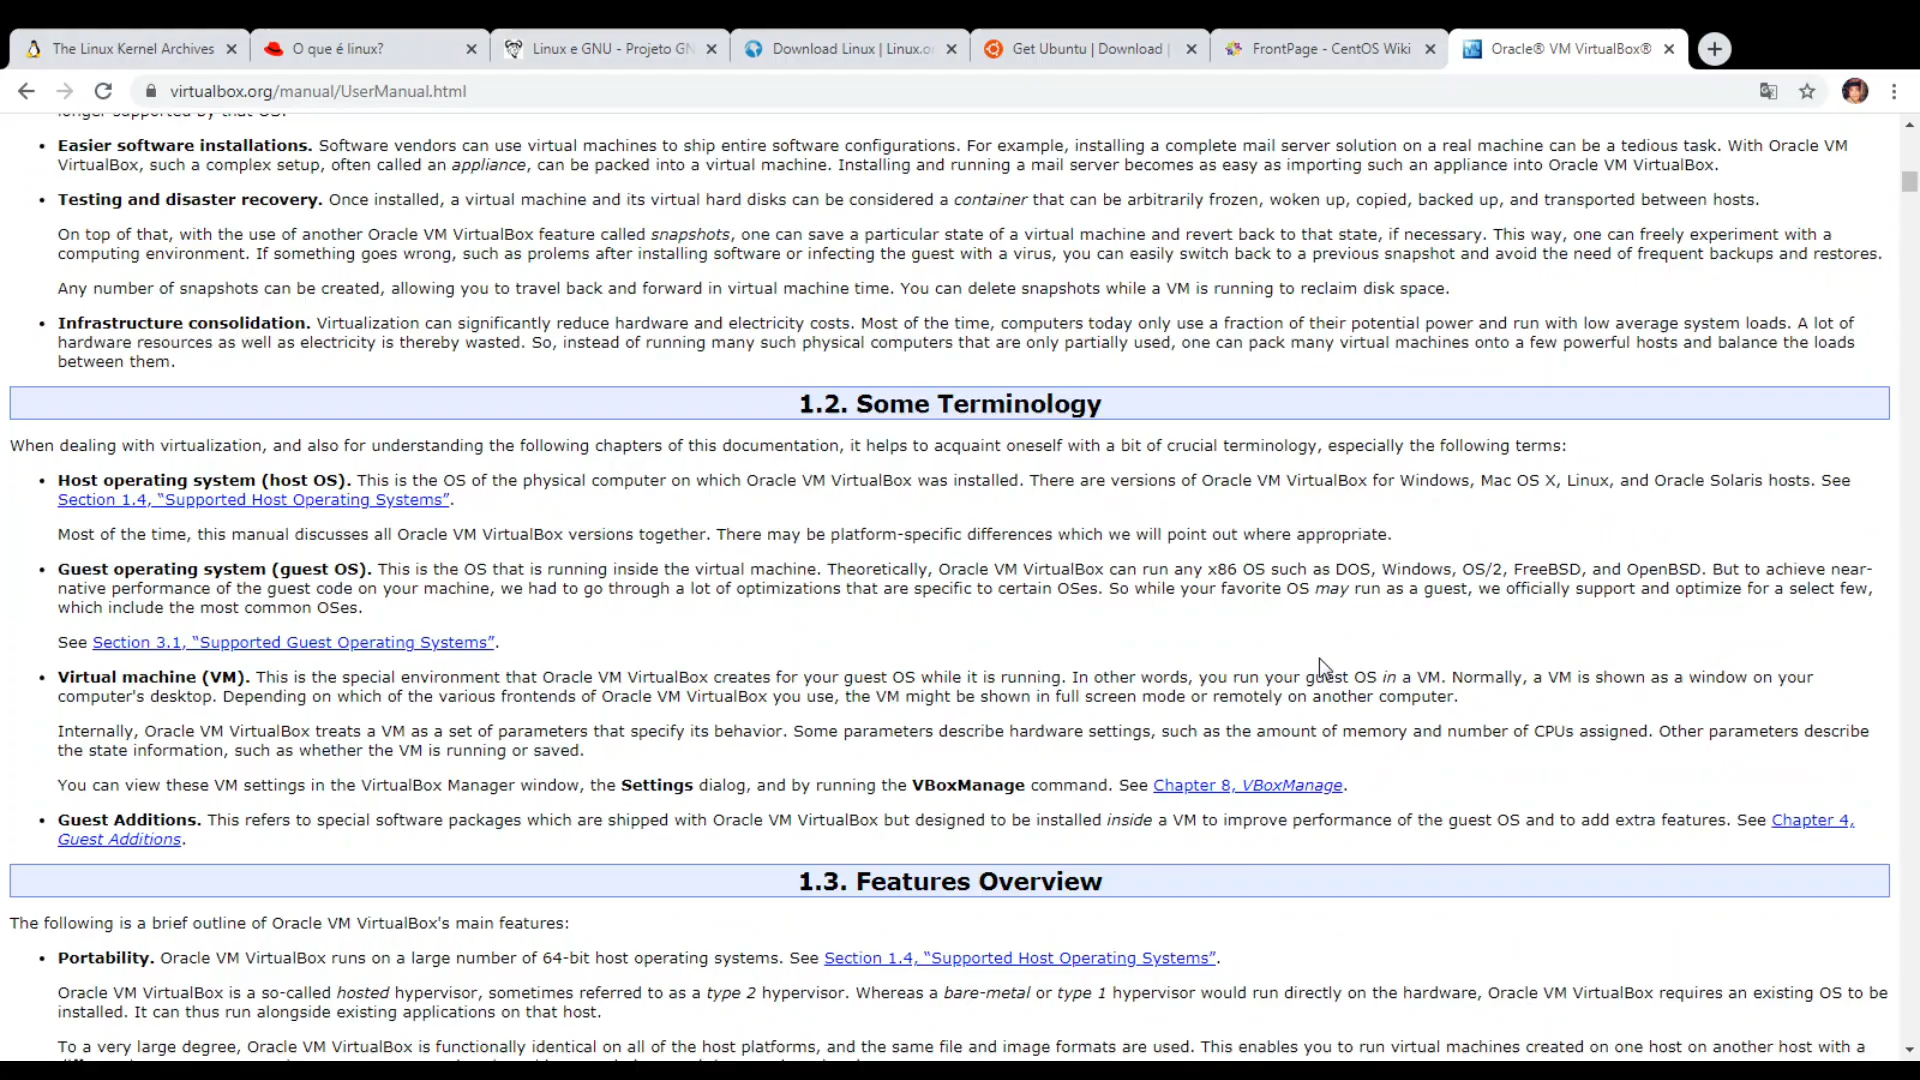 The Linux Kernel Archives
O que é linux?
Linux e GNU - Projeto GN
Download Linux | Linux.or
Get Ubuntu | Download |
FrontPage - CentOS Wiki
Oracle® VM VirtualBox®
virtualbox.org/manual/UserManual.html
longer supported by that OS.
• Easier software installations. Software vendors can use virtual machines to ship entire software configurations. For example, installing a complete mail server solution on a real machine can be a tedious task. With Oracle VM
VirtualBox, such a complex setup, often called an appliance, can be packed into a virtual machine. Installing and running a mail server becomes as easy as importing such an appliance into Oracle VM VirtualBox.
• Testing and disaster recovery. Once installed, a virtual machine and its virtual hard disks can be considered a container that can be arbitrarily frozen, woken up, copied, backed up, and transported between hosts.
On top of that, with the use of another Oracle VM VirtualBox feature called snapshots, one can save a particular state of a virtual machine and revert back to that state, if necessary. This way, one can freely experiment with a
computing environment. If something goes wrong, such as prolems after installing software or infecting the guest with a virus, you can easily switch back to a previous snapshot and avoid the need of frequent backups and restores.
Any number of snapshots can be created, allowing you to travel back and forward in virtual machine time. You can delete snapshots while a VM is running to reclaim disk space.
• Infrastructure consolidation. Virtualization can significantly reduce hardware and electricity costs. Most of the time, computers today only use a fraction of their potential power and run with low average system loads. A lot of
hardware resources as well as electricity is thereby wasted. So, instead of running many such physical computers that are only partially used, one can pack many virtual machines onto a few powerful hosts and balance the loads
between them.
1.2. Some Terminology
When dealing with virtualization, and also for understanding the following chapters of this documentation, it helps to acquaint oneself with a bit of crucial terminology, especially the following terms:
• Host operating system (host OS). This is the OS of the physical computer on which Oracle VM VirtualBox was installed. There are versions of Oracle VM VirtualBox for Windows, Mac OS X, Linux, and Oracle Solaris hosts. See
Section 1.4, “Supported Host Operating Systems”.
Most of the time, this manual discusses all Oracle VM VirtualBox versions together. There may be platform-specific differences which we will point out where appropriate.
• Guest operating system (guest OS). This is the OS that is running inside the virtual machine. Theoretically, Oracle VM VirtualBox can run any x86 OS such as DOS, Windows, OS/2, FreeBSD, and OpenBSD. But to achieve near-
native performance of the guest code on your machine, we had to go through a lot of optimizations that are specific to certain OSes. So while your favorite OS may run as a guest, we officially support and optimize for a select few,
which include the most common OSes.
See Section 3.1, “Supported Guest Operating Systems”.
• Virtual machine (VM). This is the special environment that Oracle VM VirtualBox creates for your guest OS while it is running. In other words, you run your guest OS in a VM. Normally, a VM is shown as a window on your
computer's desktop. Depending on which of the various frontends of Oracle VM VirtualBox you use, the VM might be shown in full screen mode or remotely on another computer.
Internally, Oracle VM VirtualBox treats a VM as a set of parameters that specify its behavior. Some parameters describe hardware settings, such as the amount of memory and number of CPUs assigned. Other parameters describe
the state information, such as whether the VM is running or saved.
You can view these VM settings in the VirtualBox Manager window, the Settings dialog, and by running the VBoxManage command. See Chapter 8, VBoxManage.
• Guest Additions. This refers to special software packages which are shipped with Oracle VM VirtualBox but designed to be installed inside a VM to improve performance of the guest OS and to add extra features. See Chapter 4,
Guest Additions.
1.3. Features Overview
The following is a brief outline of Oracle VM VirtualBox's main features:
• Portability. Oracle VM VirtualBox runs on a large number of 64-bit host operating systems. See Section 1.4, “Supported Host Operating Systems”.
Oracle VM VirtualBox is a so-called hosted hypervisor, sometimes referred to as a type 2 hypervisor. Whereas a bare-metal or type 1 hypervisor would run directly on the hardware, Oracle VM VirtualBox requires an existing OS to be
installed. It can thus run alongside existing applications on that host.
To a very large degree, Oracle VM VirtualBox is functionally identical on all of the host platforms, and the same file and image formats are used. This enables you to run virtual machines created on one host on another host with a